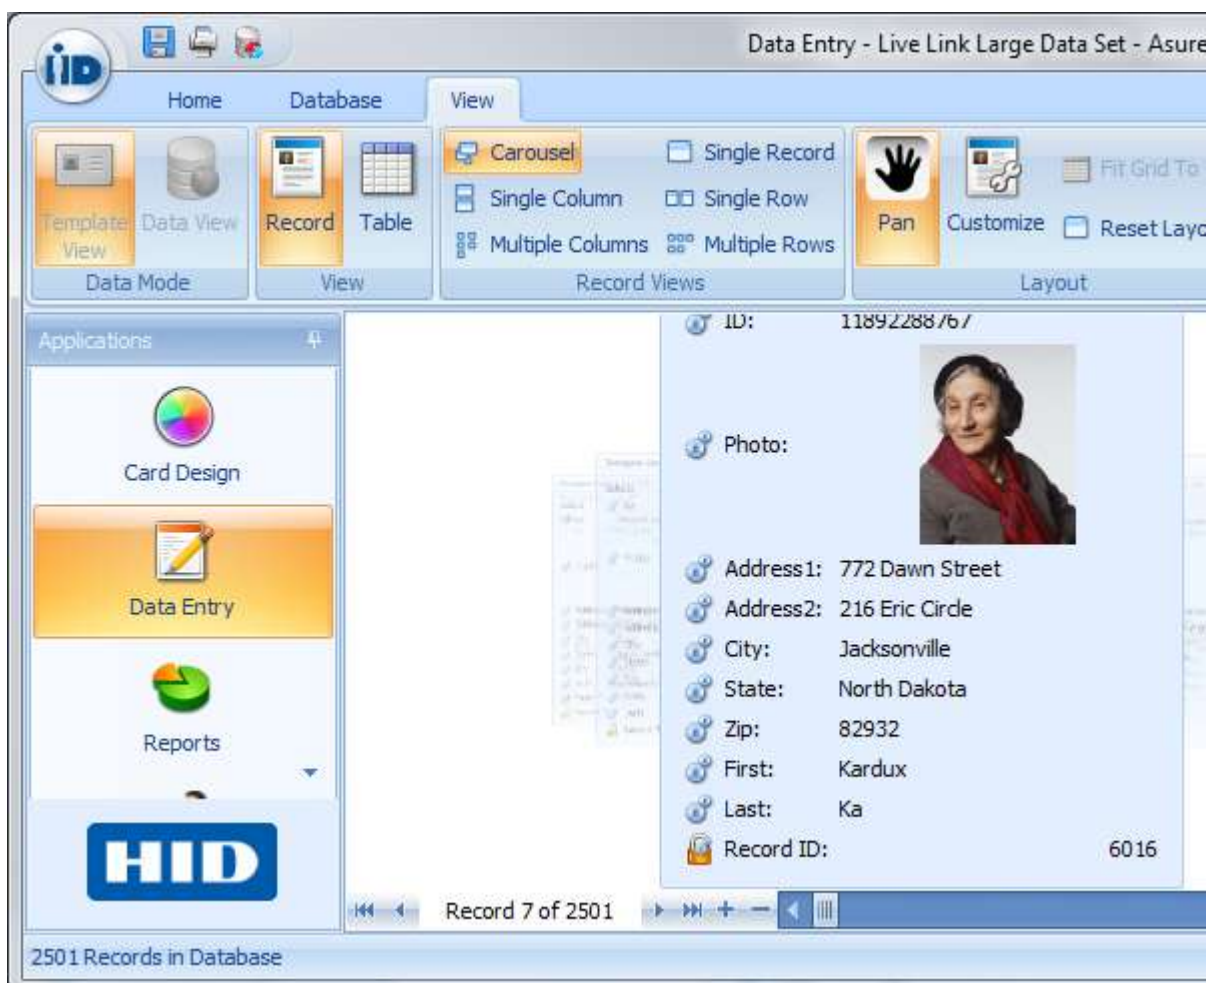 iID
Data Entry - Live Link Large Data Set - Asure
Home Database View
Carousel Single Record
Template View Data View Record Table Single Column Single Row Pan Customize Fit Grid To
Multiple Columns Multiple Rows Reset Layo
Data Mode View Record Views Layout
Applications
Card Design
Data Entry
Reports
HID
ID: 11892288767
Photo:
Address1: 772 Dawn Street
Address2: 216 Eric Circle
City: Jacksonville
State: North Dakota
Zip: 82932
First: Kardux
Last: Ka
Record ID: 6016
Record 7 of 2501
2501 Records in Database